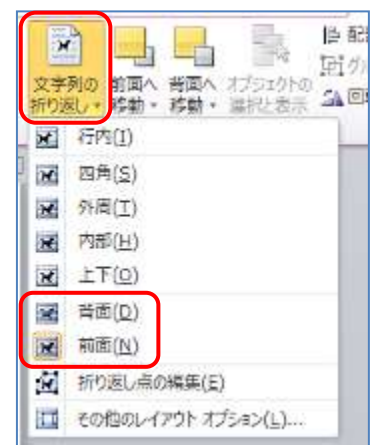 文字列の 前面へ 背面へ オブジェクトの
折り返し 移動 移動 選択と表示
配
グ
回
行内(I)
四角(S)
外周(T)
内部(H)
上下(O)
背面(D)
前面(N)
折り返し点の編集(E)
その他のレイアウト オプション(L)...